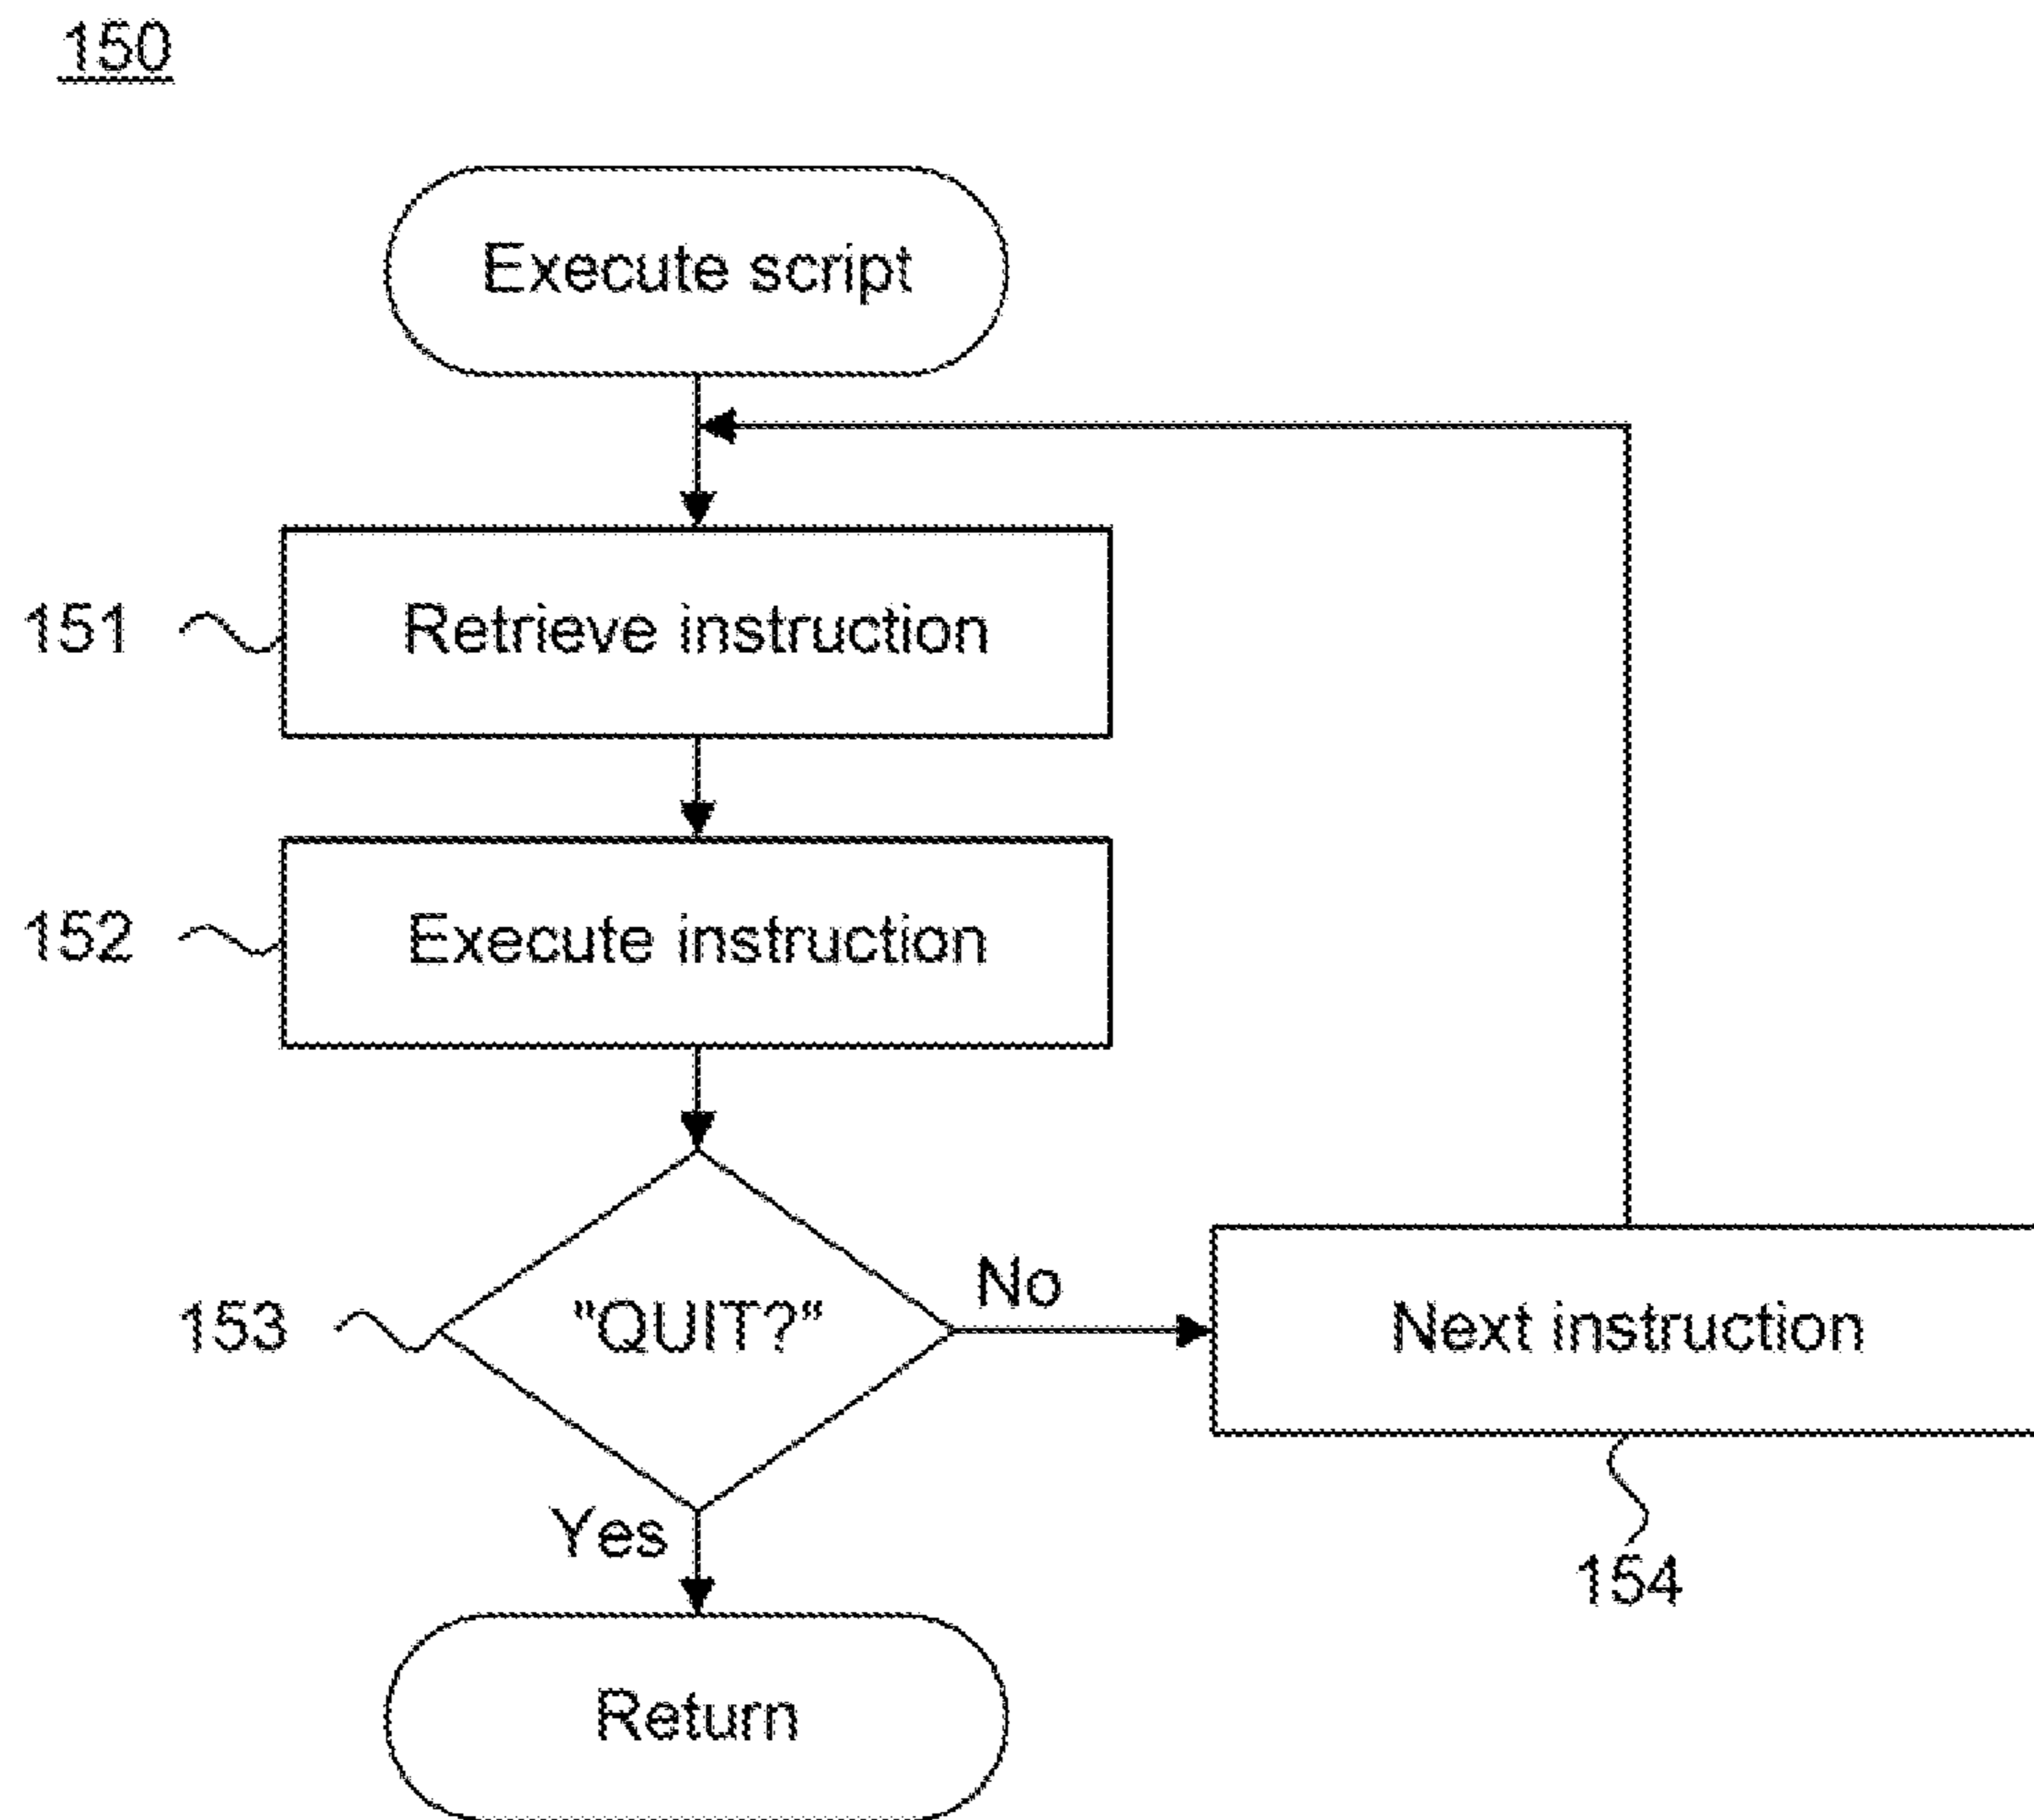 150
Execute script
151
Retrieve instruction
152
Execute instruction
153
"QUIT?"
No
Next instruction
Yes
154
Return